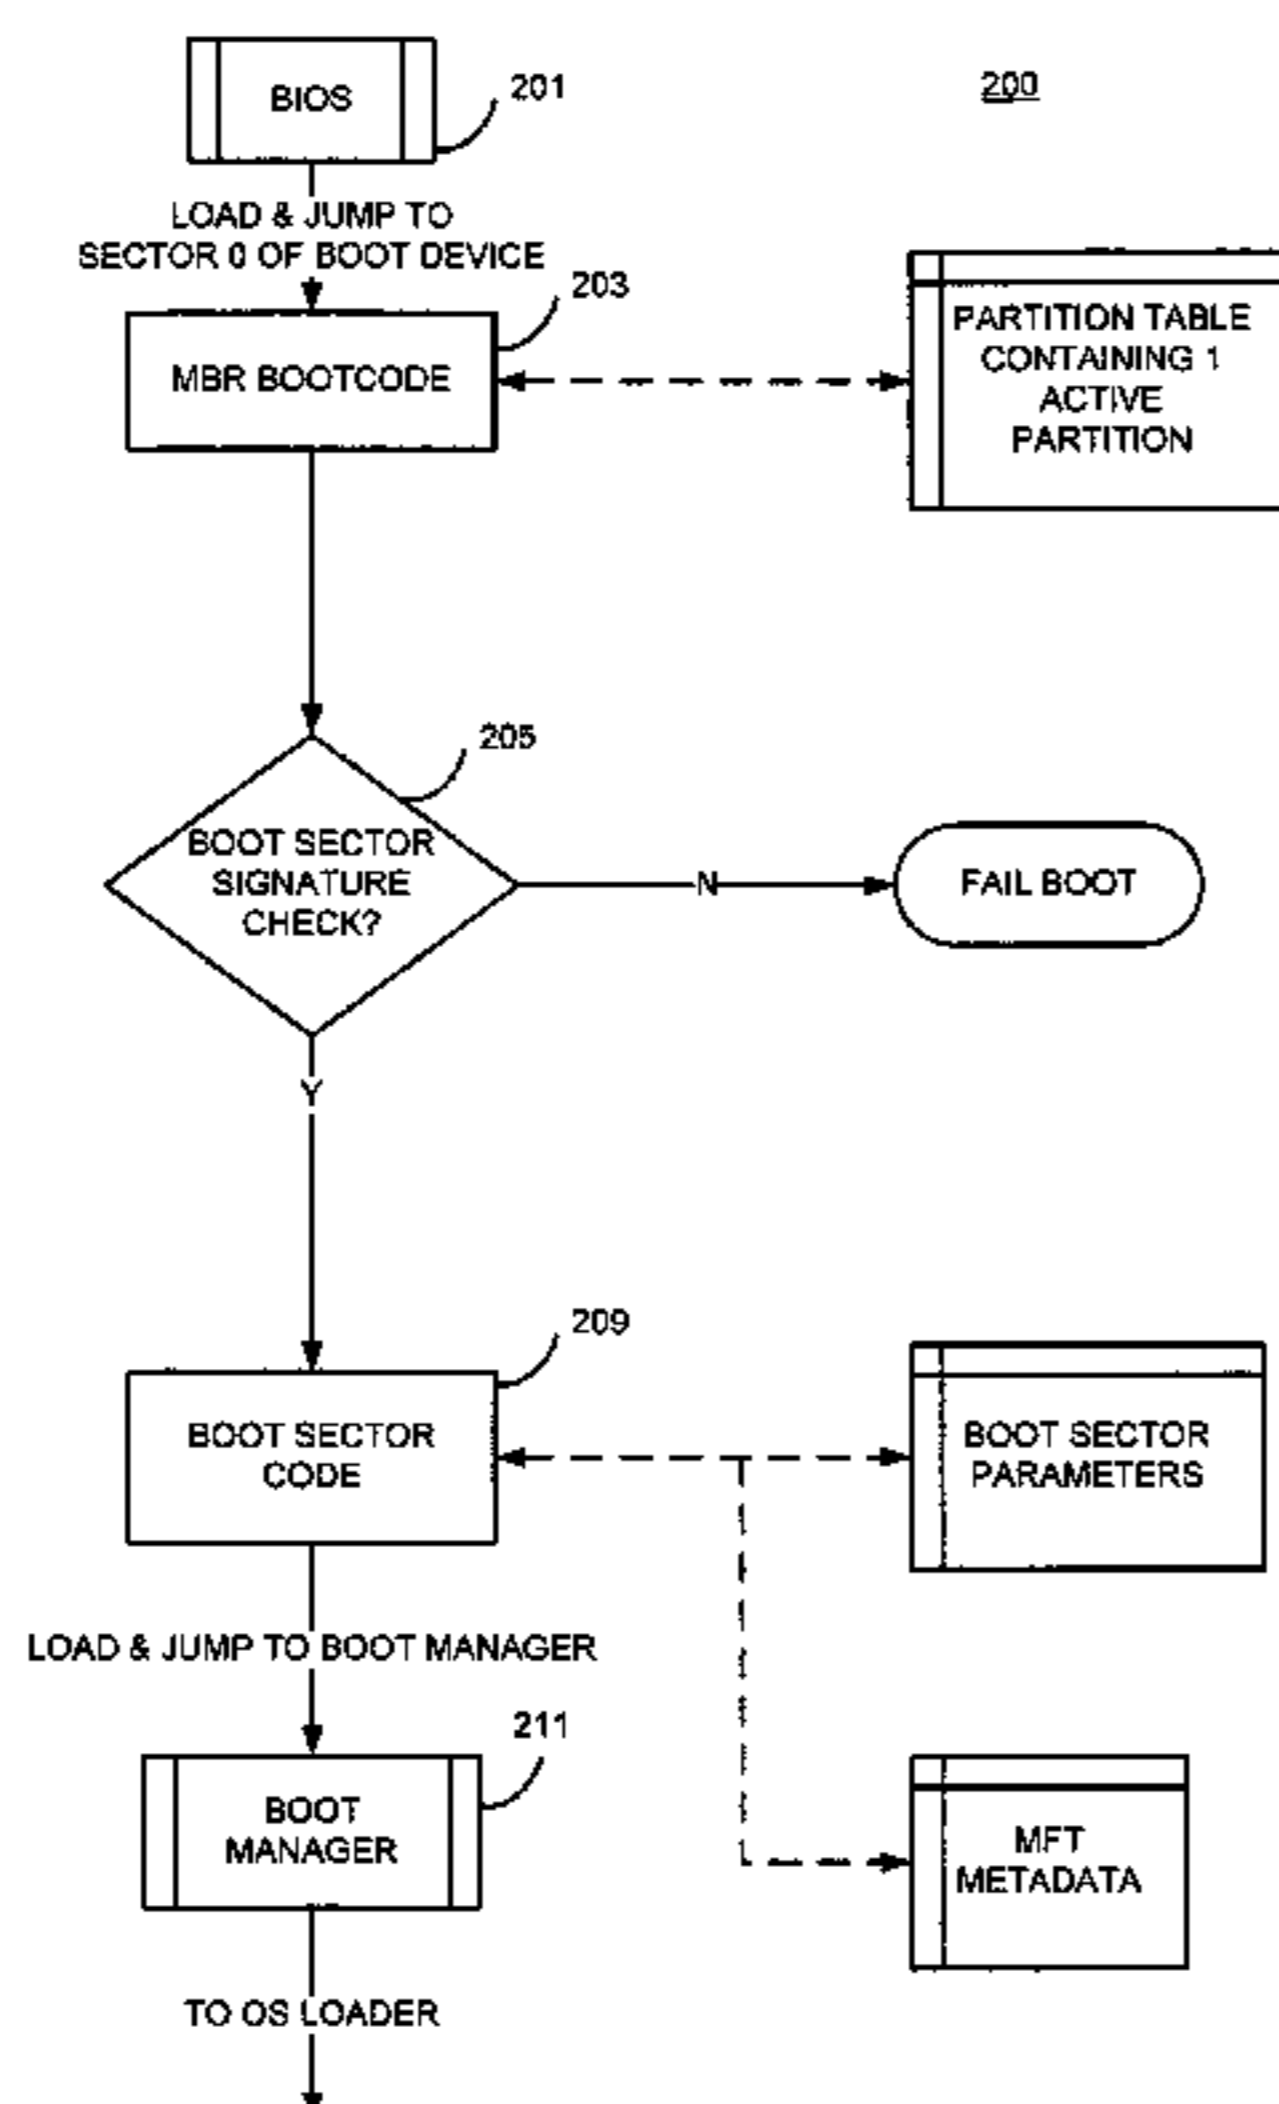 BIOS
201
200
LOAD & JUMP TO
SECTOR 0 OF BOOT DEVICE
203
MBR BOOTCODE
PARTITION TABLE
CONTAINING 1
ACTIVE
PARTITION
205
BOOT SECTOR
SIGNATURE
CHECK?
N
FAIL BOOT
Y
209
BOOT SECTOR
CODE
BOOT SECTOR
PARAMETERS
LOAD & JUMP TO BOOT MANAGER
211
BOOT
MANAGER
MFT
METADATA
TO OS LOADER